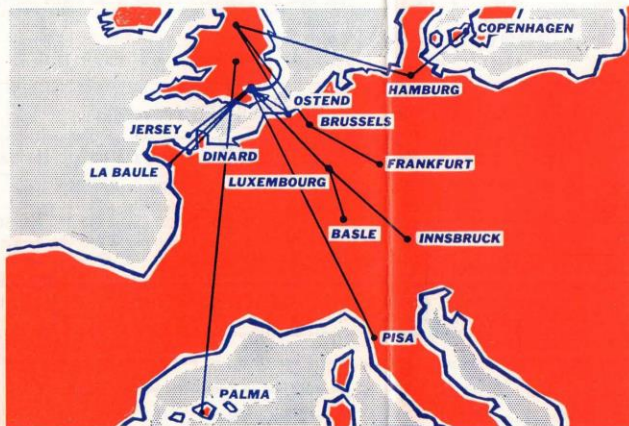 COPENHAGEN
HAMBURG
OSTEND
BRUSSELS
JERSEY
DINARD
FRANKFURT
LA BAULE
LUXEMBOURG
BASLE
INNSBRUCK
PISA
PALMA